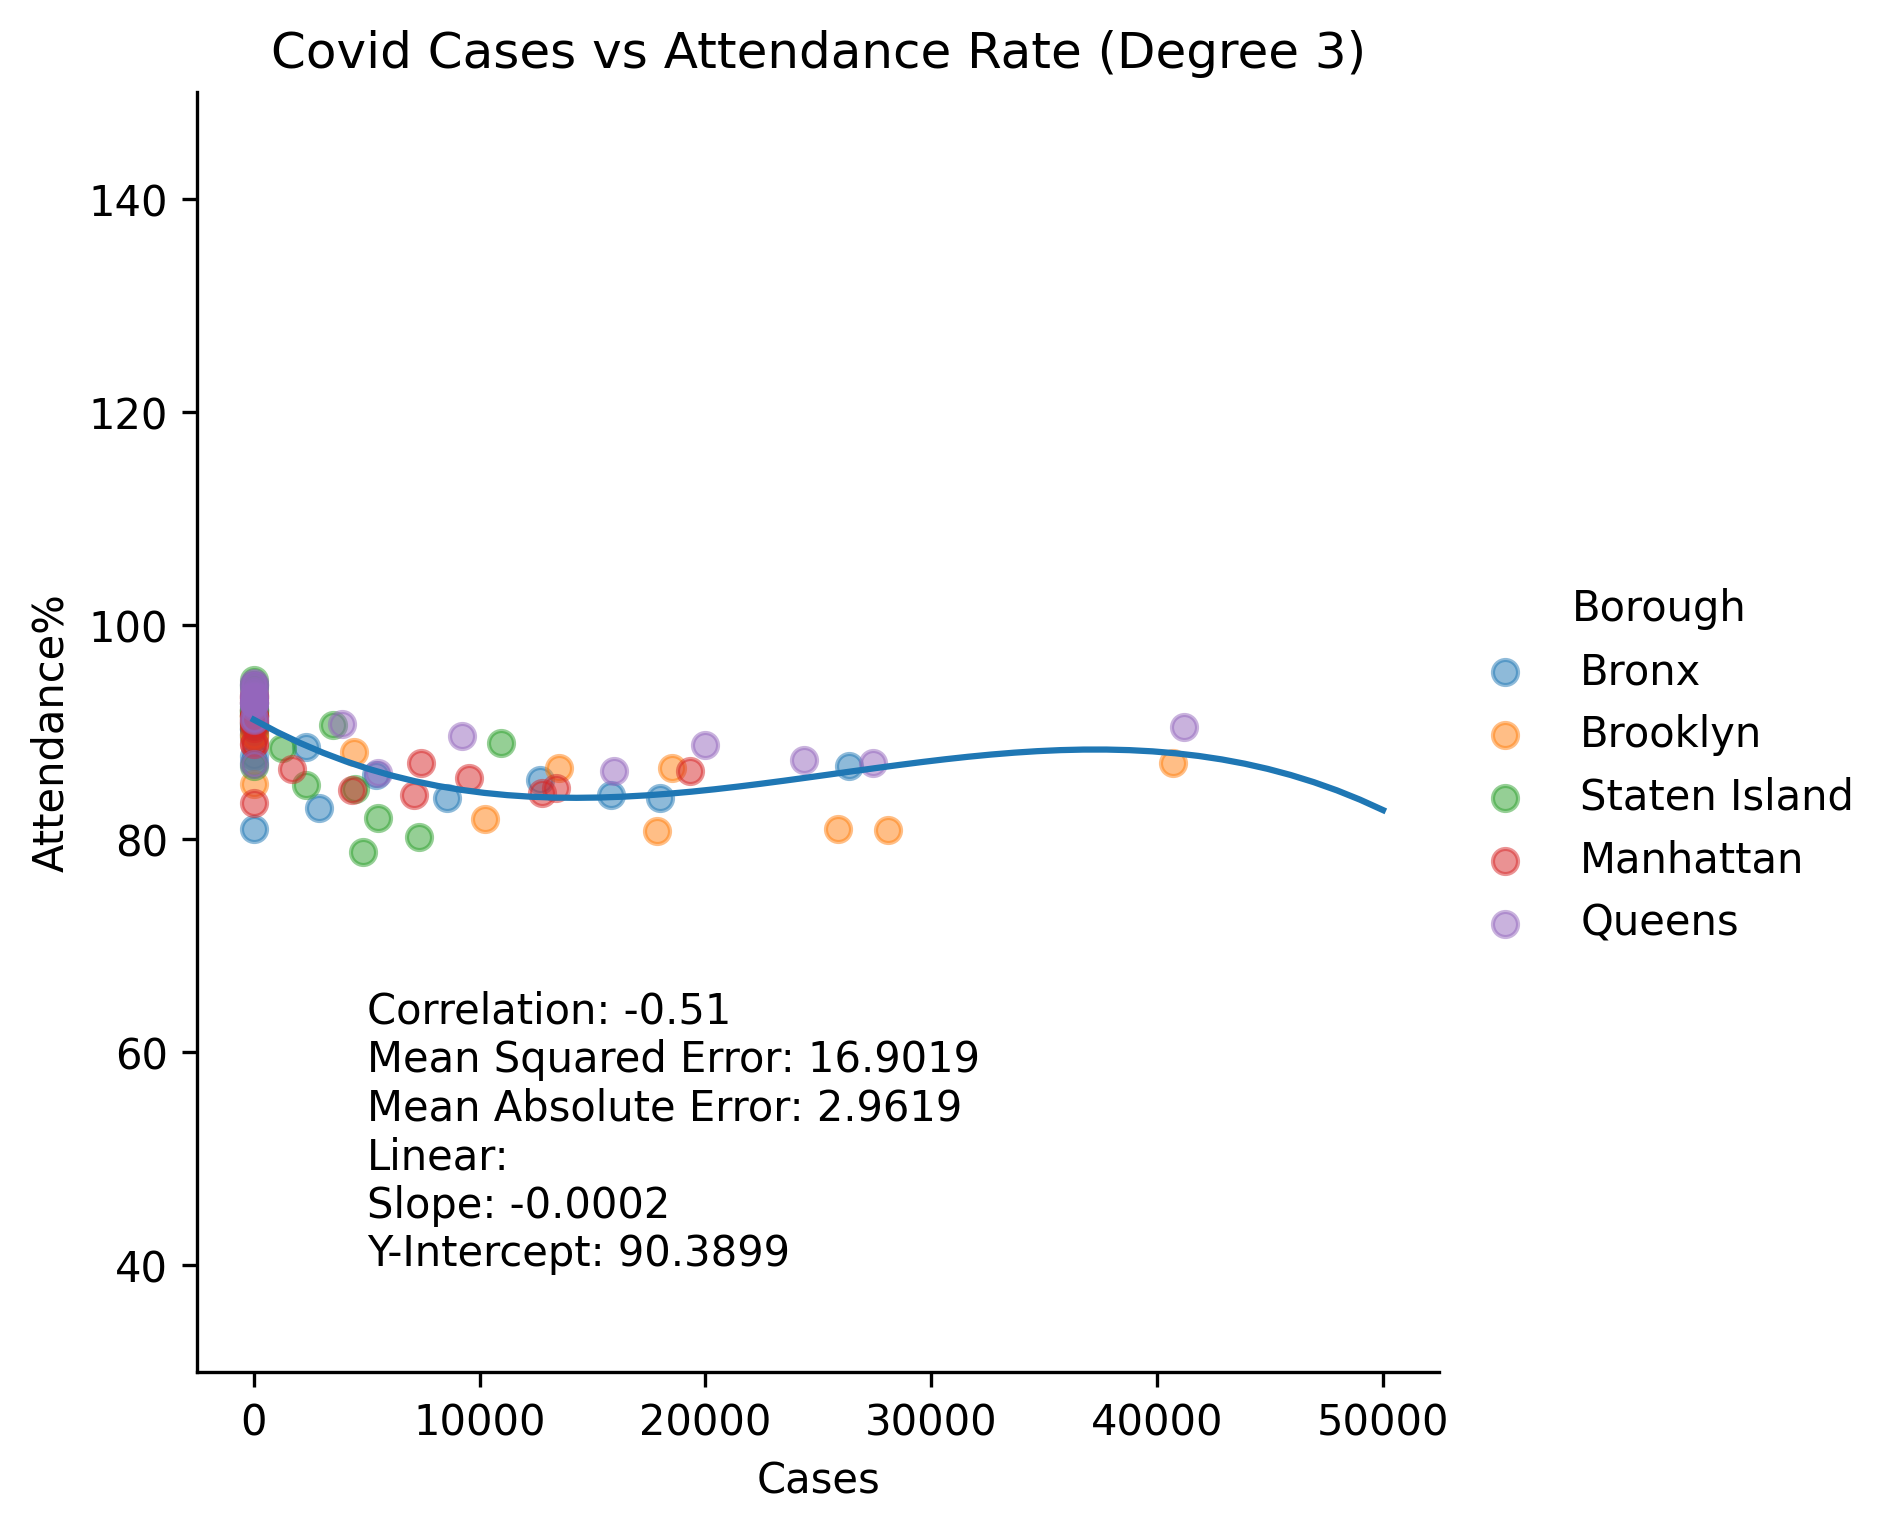 Covid Cases vs Attendance Rate (Degree 3)
140
120
100
80
60
40
Attendance%
Borough
Bronx
Brooklyn
Staten Island
Manhattan
Queens
Correlation: -0.51
Mean Squared Error: 16.9019
Mean Absolute Error: 2.9619
Linear:
Slope: -0.0002
Y-Intercept: 90.3899
0 10000 20000 30000 40000 50000
Cases